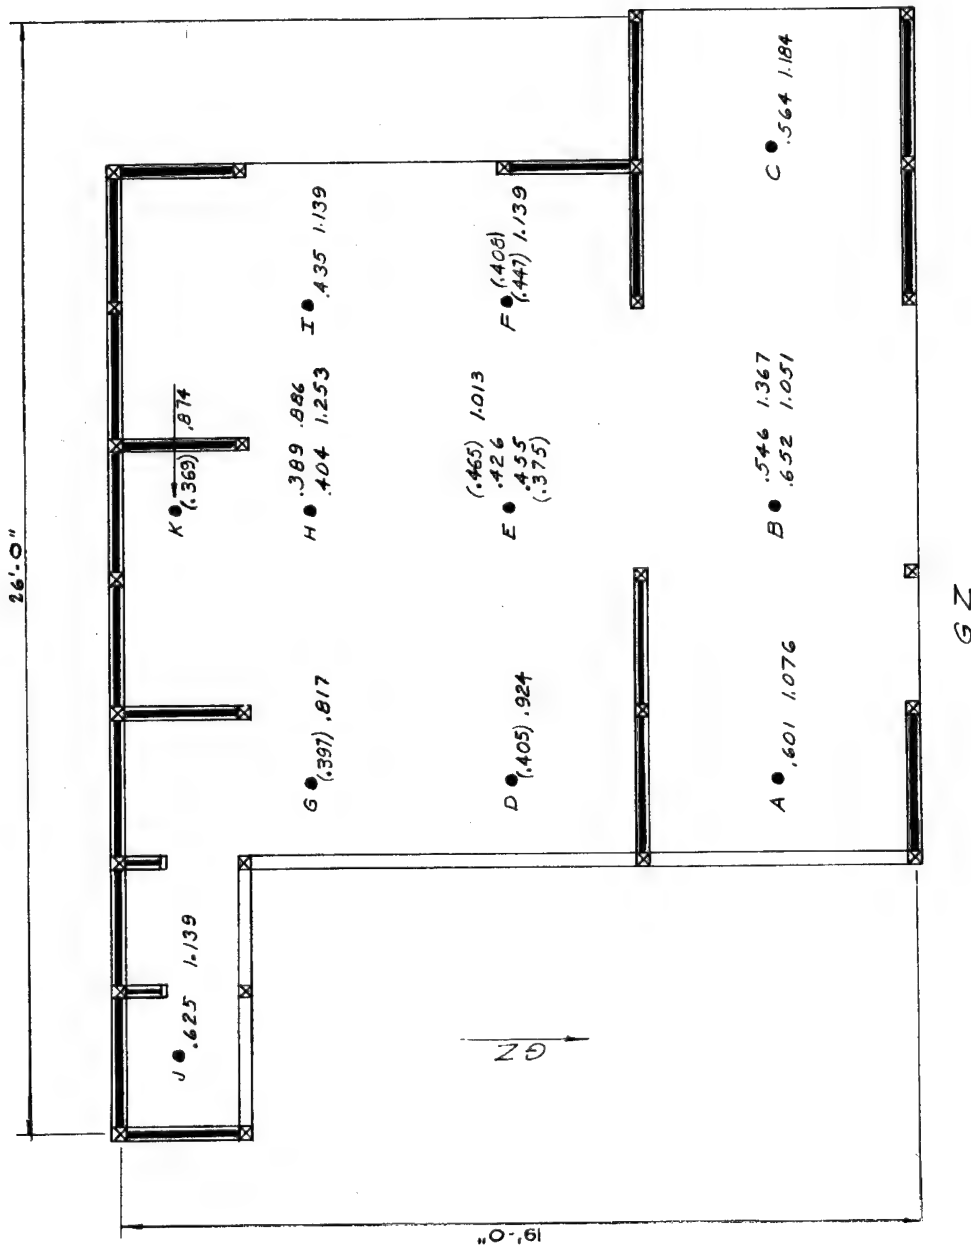 26'-0"
K
(.369) .874
H
.389 .886
.404 1.253
I
.435 1.139
G
(.397) .817
J
.625 1.139
D
(.405) .924
E
(.465) 1.013
.426
.455
(.375)
F
(.408)
(.447) 1.139
A
.601 1.076
B
.546 1.367
.652 1.051
C
.564 1.184
GZ
GZ
19'-0"